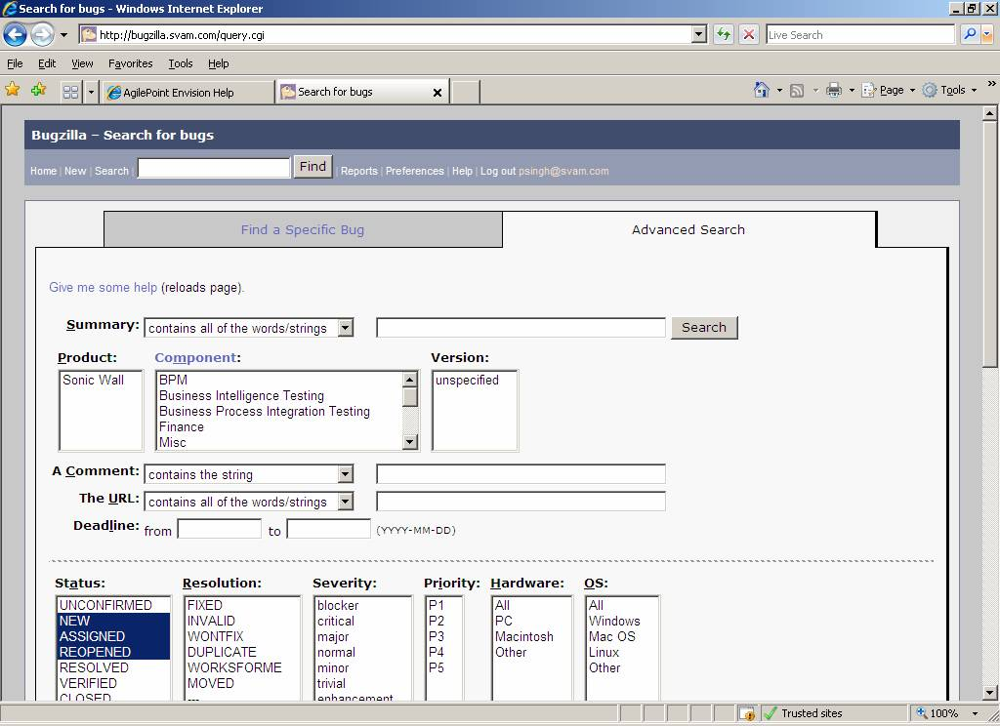 Search for bugs - Windows Internet Explorer
http://bugzilla.svam.com/query.cgi
Live Search
File Edit View Favorites Tools Help
AgilePoint Envision Help
Search for bugs
Page Tools »
Bugzilla – Search for bugs
Home | New | Search | Find | Reports | Preferences | Help | Log out psingh@svam.com
Find a Specific Bug
Advanced Search
Give me some help (reloads page).
Summary: contains all of the words/strings Search
Product: Component: Version:
Sonic Wall BPM unspecified
Business Intelligence Testing
Business Process Integration Testing
Finance
Misc
A Comment: contains the string
The URL: contains all of the words/strings
Deadline: from to (YYYY-MM-DD)
Status: Resolution: Severity: Priority: Hardware: OS:
UNCONFIRMED FIXED blocker P1 All All
NEW INVALID critical P2 PC Windows
ASSIGNED WONTFIX major P3 Macintosh Mac OS
REOPENED DUPLICATE normal P4 Other Linux
RESOLVED WORKSFORME minor P5 Other
VERIFIED MOVED trivial
CLOSED --- enhancement
Trusted sites 100%